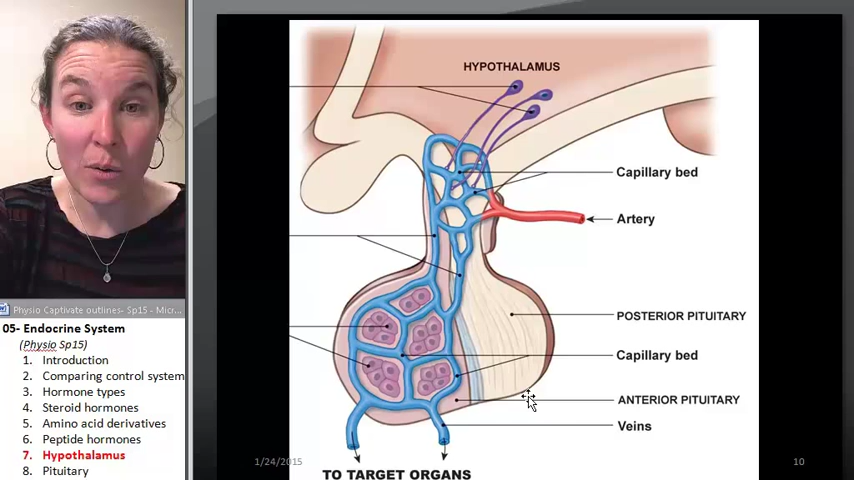 HYPOTHALAMUS
Capillary bed
Artery
POSTERIOR PITUITARY
Capillary bed
ANTERIOR PITUITARY
Veins
TO TARGET ORGANS
1/24/2015
10
Physio Captivate outlines- Sp15 - Micr...
05- Endocrine System
(Physio Sp15)
1. Introduction
2. Comparing control system
3. Hormone types
4. Steroid hormones
5. Amino acid derivatives
6. Peptide hormones
7. Hypothalamus
8. Pituitary